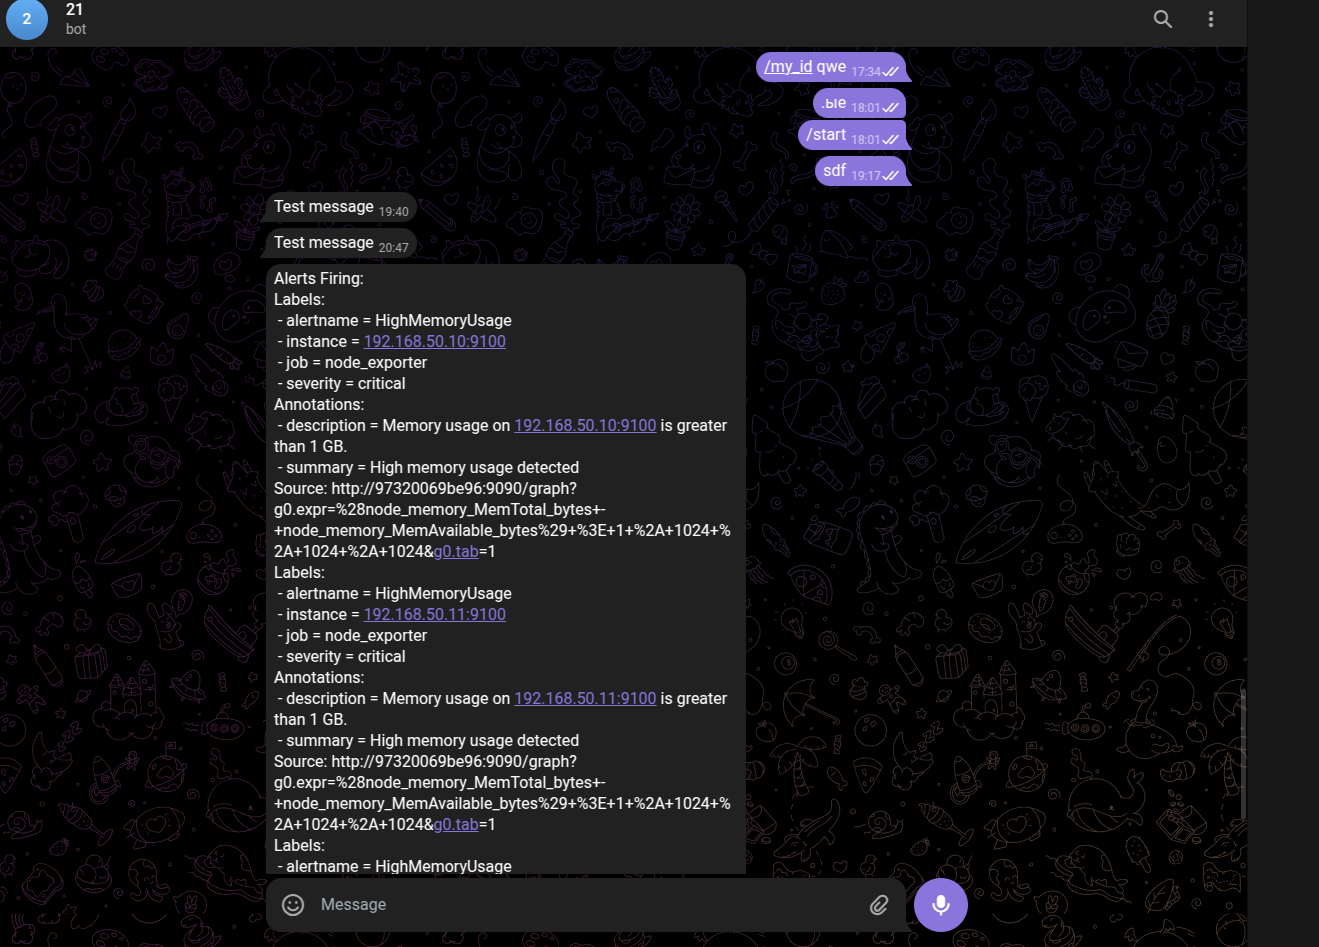 2
21
bot
/my_id qwe 17:34
.ые 18:01
/start 18:01
sdf 19:17
Test message 19:40
Test message 20:47
Alerts Firing:
Labels:
- alertname = HighMemoryUsage
- instance = 192.168.50.10:9100
- job = node_exporter
- severity = critical
Annotations:
- description = Memory usage on 192.168.50.10:9100 is greater
than 1 GB.
- summary = High memory usage detected
Source: http://97320069be96:9090/graph?
g0.expr=%28node_memory_MemTotal_bytes+-
+node_memory_MemAvailable_bytes%29+%3E+1+%2A+1024+%
2A+1024+%2A+1024&g0.tab=1
Labels:
- alertname = HighMemoryUsage
- instance = 192.168.50.11:9100
- job = node_exporter
- severity = critical
Annotations:
- description = Memory usage on 192.168.50.11:9100 is greater
than 1 GB.
- summary = High memory usage detected
Source: http://97320069be96:9090/graph?
g0.expr=%28node_memory_MemTotal_bytes+-
+node_memory_MemAvailable_bytes%29+%3E+1+%2A+1024+%
2A+1024+%2A+1024&g0.tab=1
Labels:
- alertname = HighMemoryUsage
Message